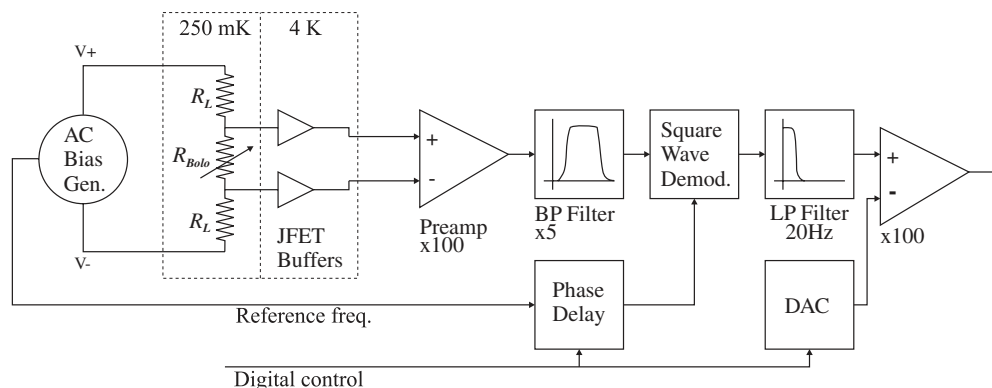 250 mK
4 K
V+
R_L
AC
Bias
Gen.
R_Bolo
R_L
V-
JFET
Buffers
+
-
Preamp
x100
BP Filter
x5
Square
Wave
Demod.
LP Filter
20Hz
+
-
x100
Phase
Delay
DAC
Reference freq.
Digital control